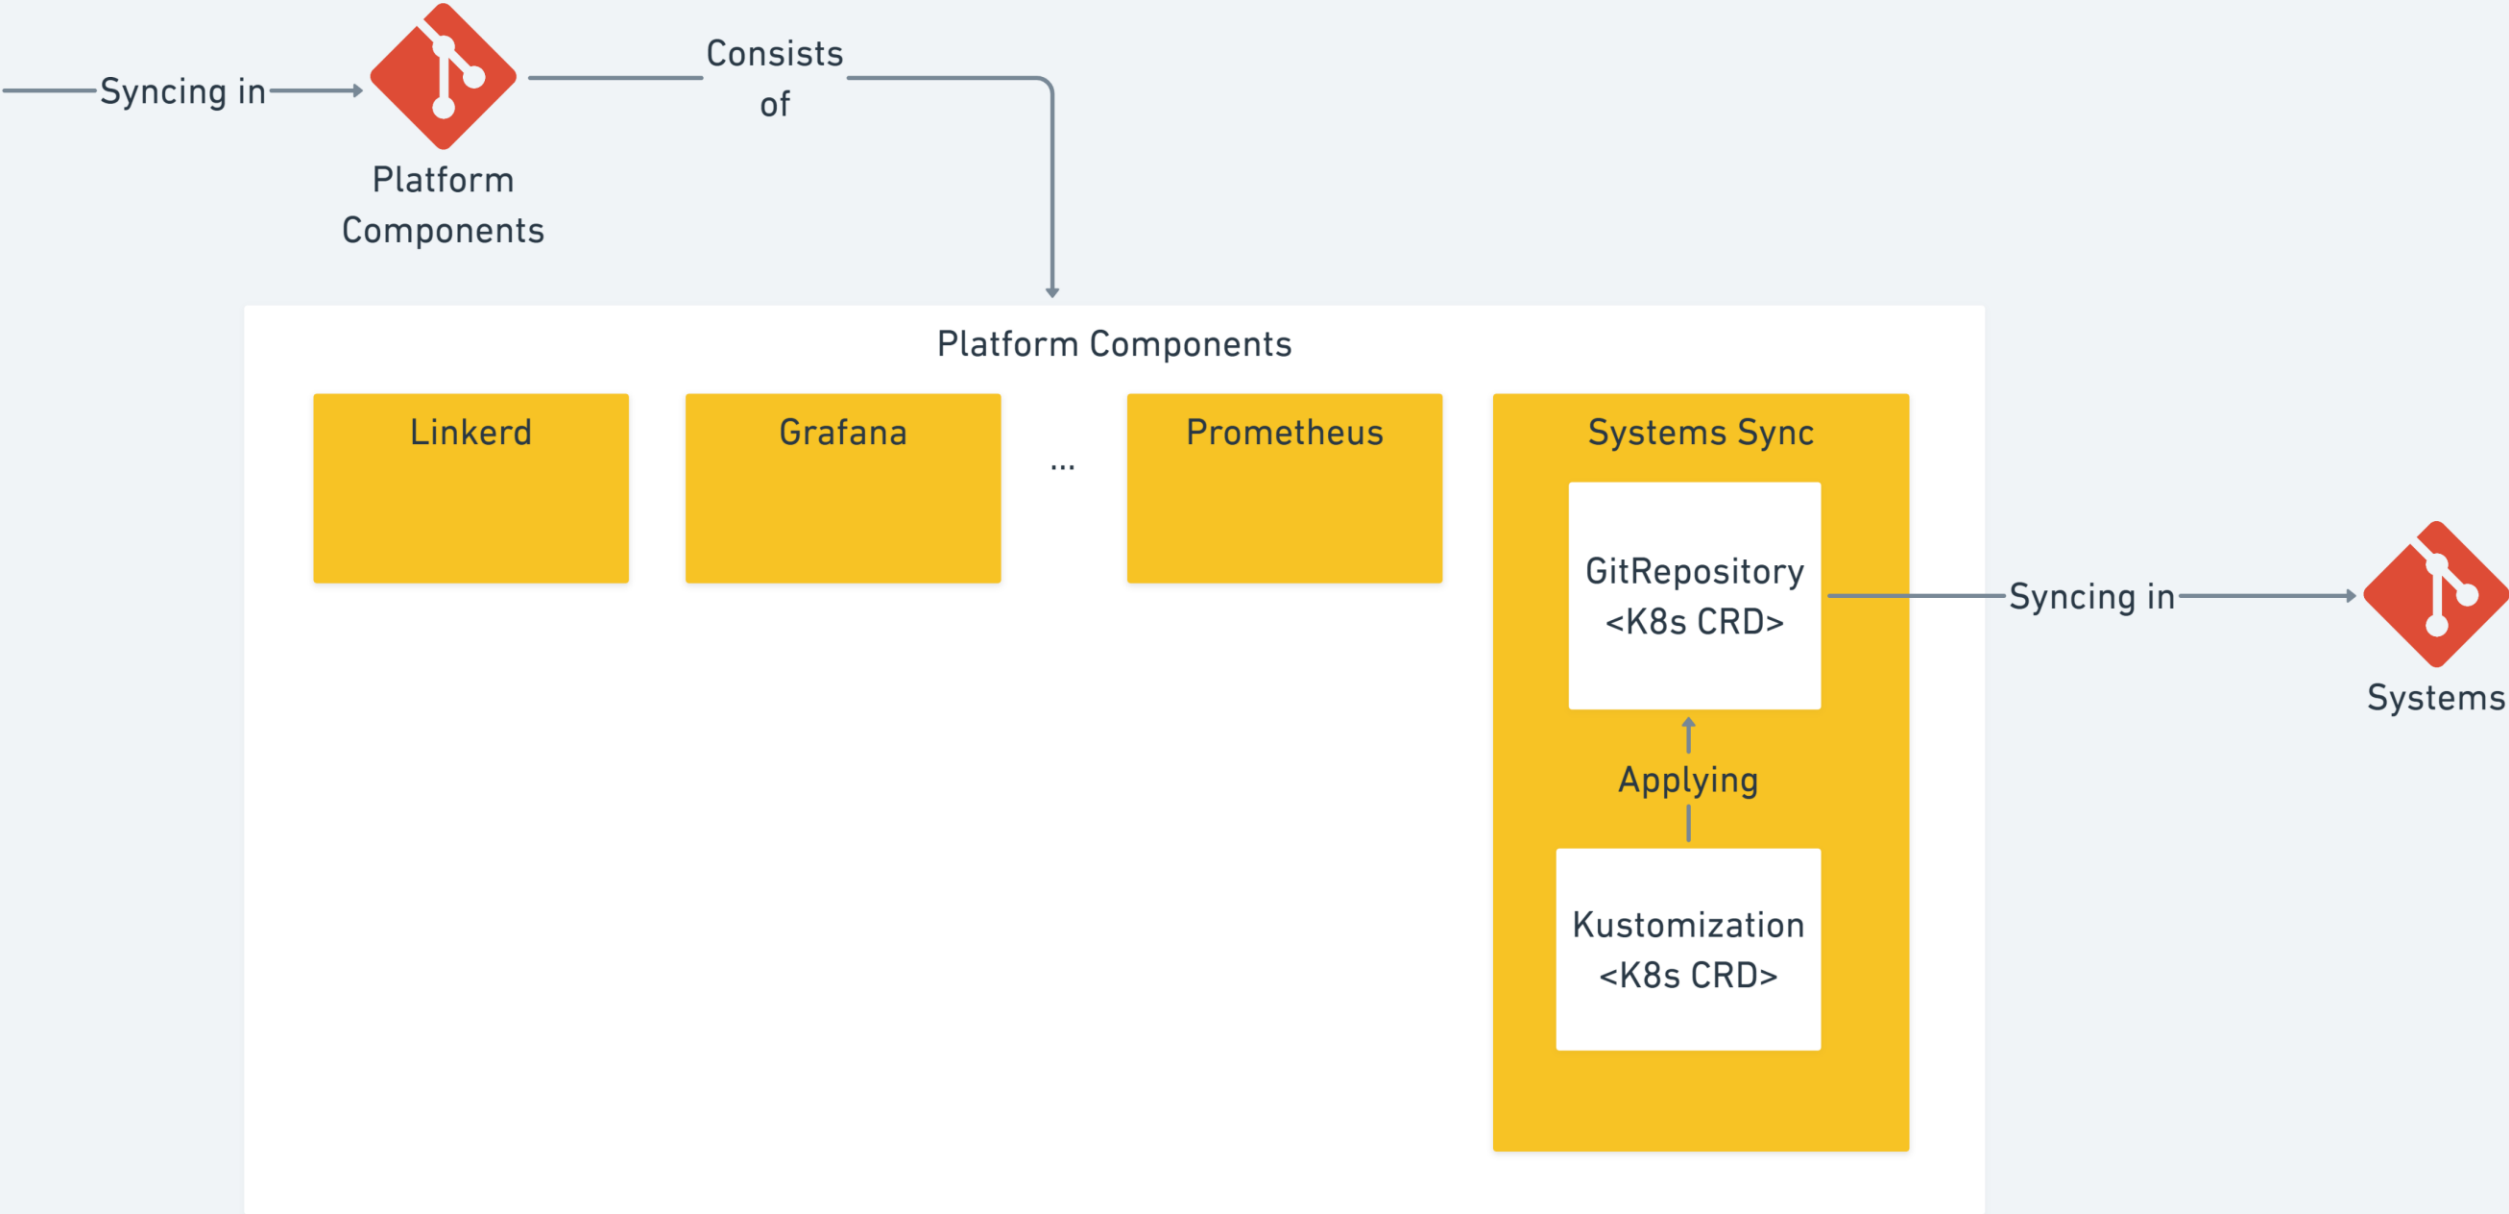 Syncing in
Consists
of
Platform
Components
Platform Components
Linkerd
Grafana
...
Prometheus
Systems Sync
GitRepository
<K8s CRD>
Syncing in
Systems
Applying
Kustomization
<K8s CRD>